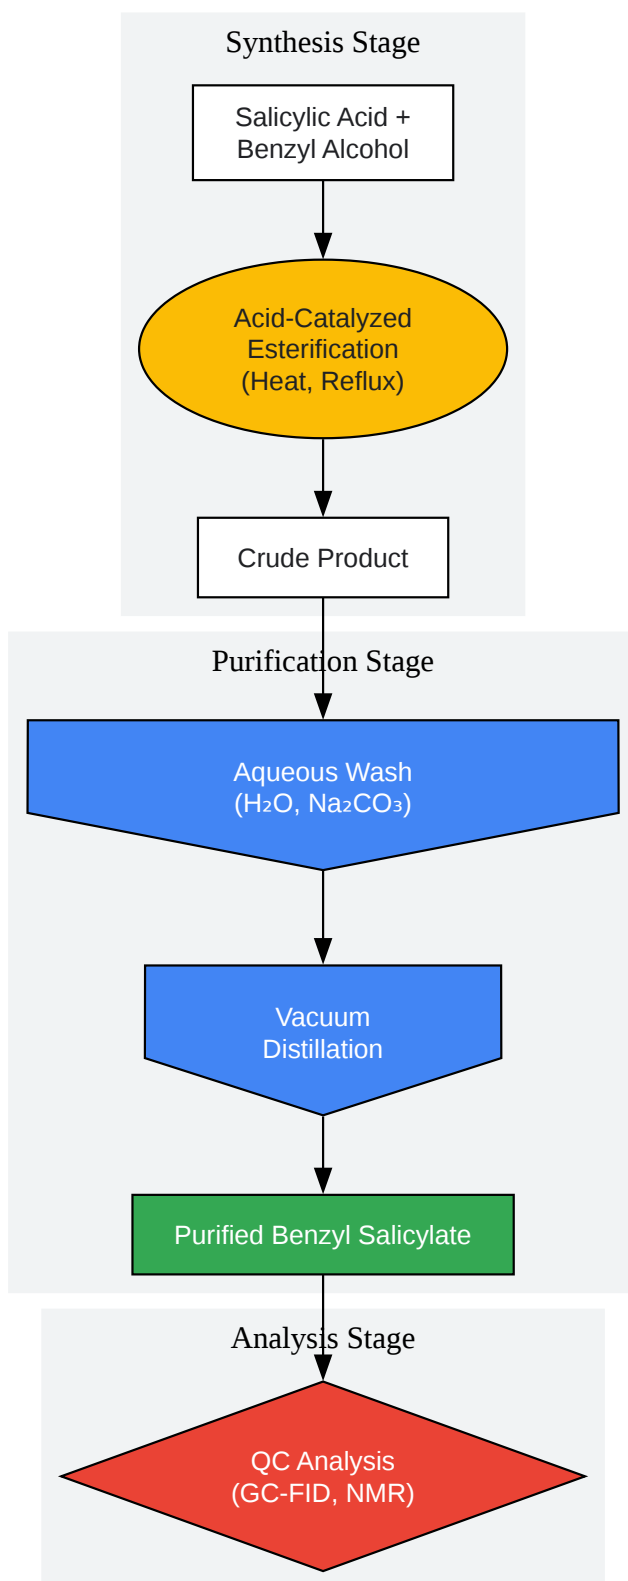 Synthesis Stage
Salicylic Acid +
Benzyl Alcohol
Acid-Catalyzed
Esterification
(Heat, Reflux)
Crude Product
Purification Stage
Aqueous Wash
(H₂O, Na₂CO₃)
Vacuum
Distillation
Purified Benzyl Salicylate
Analysis Stage
QC Analysis
(GC-FID, NMR)